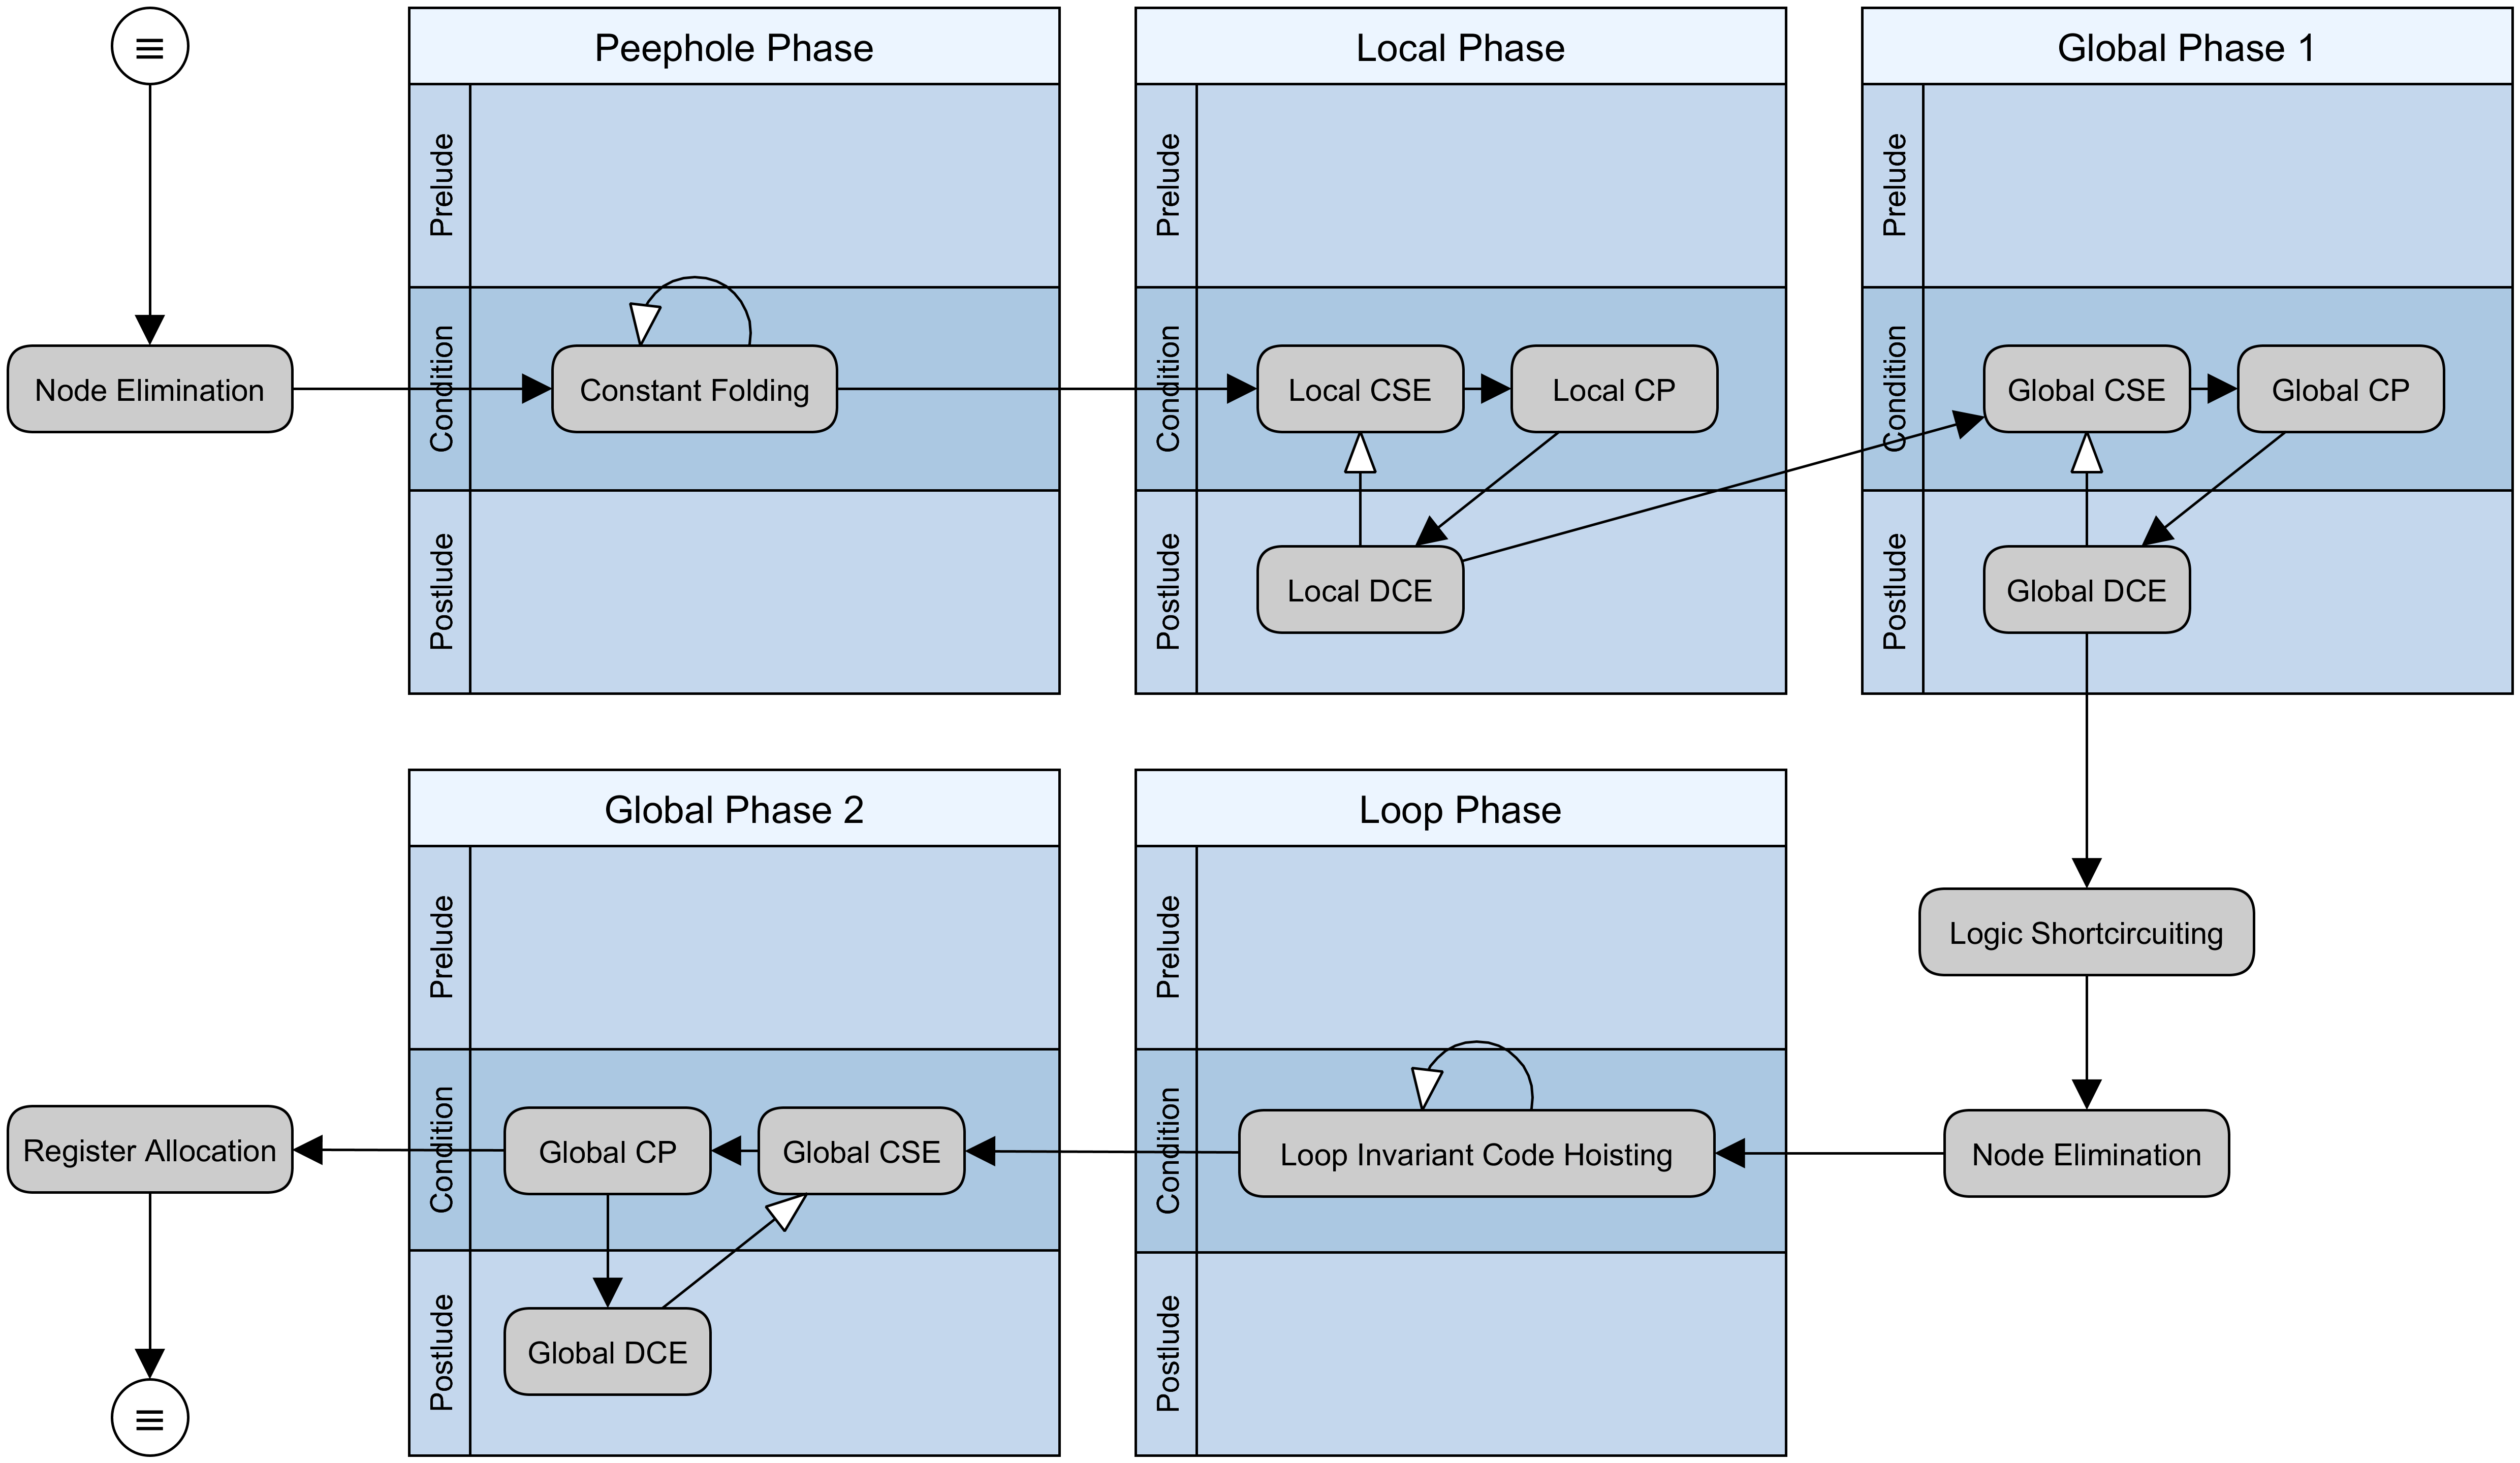 ≡
Peephole Phase
Local Phase
Global Phase 1
Prelude
Prelude
Prelude
Condition
Condition
Condition
Node Elimination
Constant Folding
Local CSE
Local CP
Global CSE
Global CP
Postlude
Postlude
Postlude
Local DCE
Global DCE
Global Phase 2
Loop Phase
Prelude
Prelude
Logic Shortcircuiting
Condition
Condition
Register Allocation
Global CP
Global CSE
Loop Invariant Code Hoisting
Node Elimination
Postlude
Postlude
Global DCE
≡